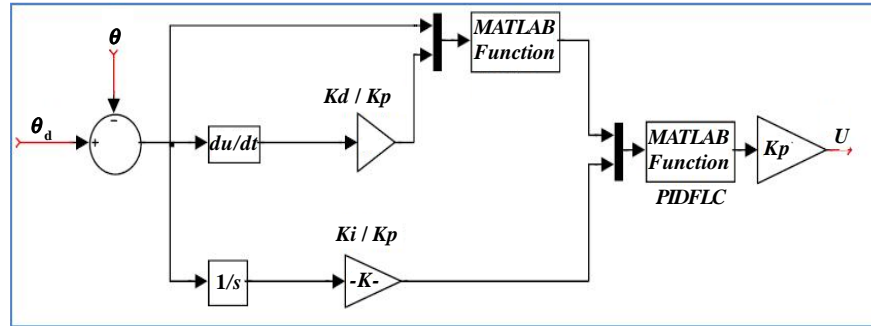 θ
-
θd
+
du/dt
Kd / Kp
MATLAB
Function
Ki / Kp
1/s
-K-
MATLAB
Function
PIDFLC
Kp
U